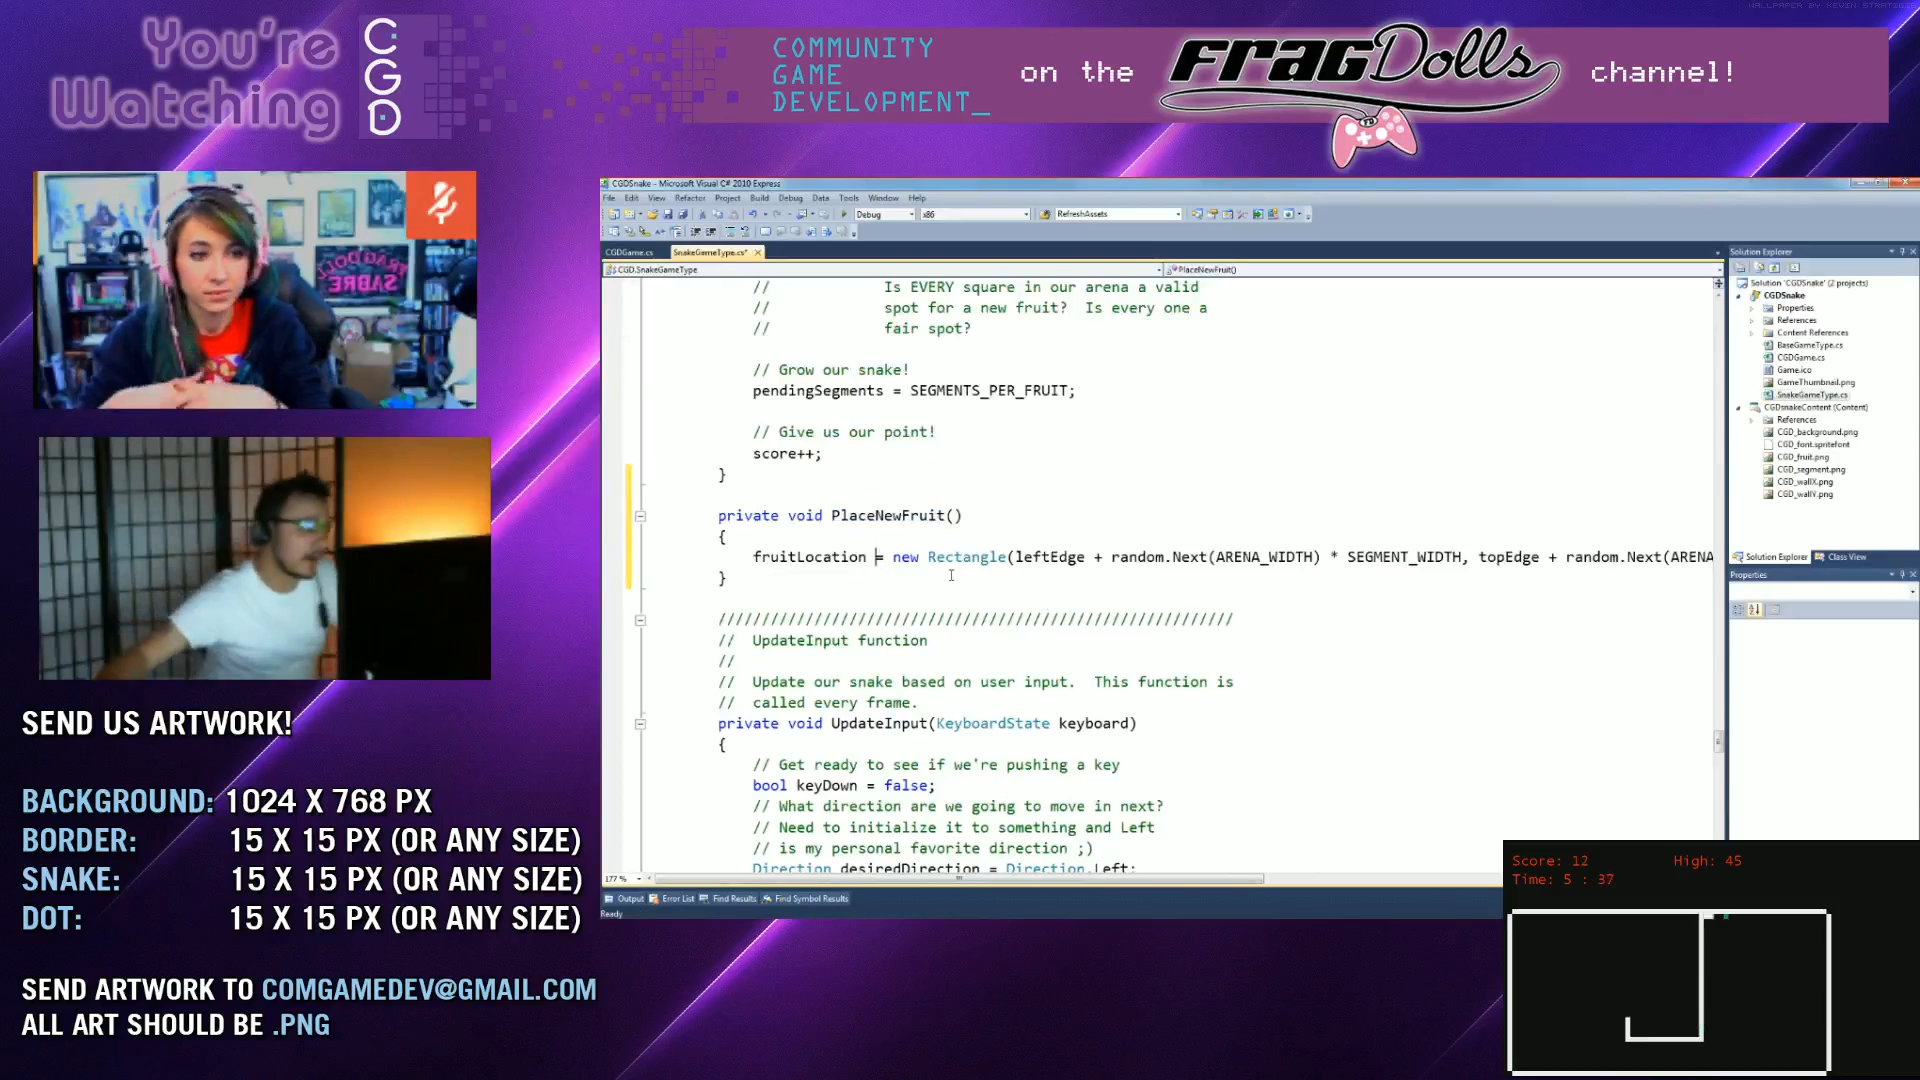 WALLPAPER BY KEVIN STRATISIS
You're
Watching
CGD
COMMUNITY
GAME
DEVELOPMENT_
on the
FRAGDOLLS
channel!
FRAG DOLL
SABRE
CGDSnake - Microsoft Visual C# 2010 Express
File Edit View Refactor Project Build Debug Data Tools Window Help
Debug x86 RefreshAssets
CGDGame.cs SnakeGameType.cs*
CGD.SnakeGameType PlaceNewFruit()
// Is EVERY square in our arena a valid
// spot for a new fruit? Is every one a
// fair spot?
// Grow our snake!
pendingSegments = SEGMENTS_PER_FRUIT;
// Give us our point!
score++;
}
private void PlaceNewFruit()
{
fruitLocation = new Rectangle(leftEdge + random.Next(ARENA_WIDTH) * SEGMENT_WIDTH, topEdge + random.Next(ARENA
}
///////////////////////////////////////////////////////////
// UpdateInput function
//
// Update our snake based on user input. This function is
// called every frame.
private void UpdateInput(KeyboardState keyboard)
{
// Get ready to see if we're pushing a key
bool keyDown = false;
// What direction are we going to move in next?
// Need to initialize it to something and Left
// is my personal favorite direction ;)
Direction desiredDirection = Direction.Left;
177 %
Output Error List Find Results Find Symbol Results
Ready
Solution Explorer
Solution 'CGDSnake' (2 projects)
CGDSnake
Properties
References
Content References
BaseGameType.cs
CGDGame.cs
Game.ico
GameThumbnail.png
SnakeGameType.cs
CGDsnakeContent (Content)
References
CGD_background.png
CGD_font.spritefont
CGD_fruit.png
CGD_segment.png
CGD_wallX.png
CGD_wallY.png
Solution Explorer Class View
Properties
SEND US ARTWORK!
BACKGROUND: 1024 X 768 PX
BORDER: 15 X 15 PX (OR ANY SIZE)
SNAKE: 15 X 15 PX (OR ANY SIZE)
DOT: 15 X 15 PX (OR ANY SIZE)
SEND ARTWORK TO COMGAMEDEV@GMAIL.COM
ALL ART SHOULD BE .PNG
Score: 12 High: 45
Time: 5 : 37